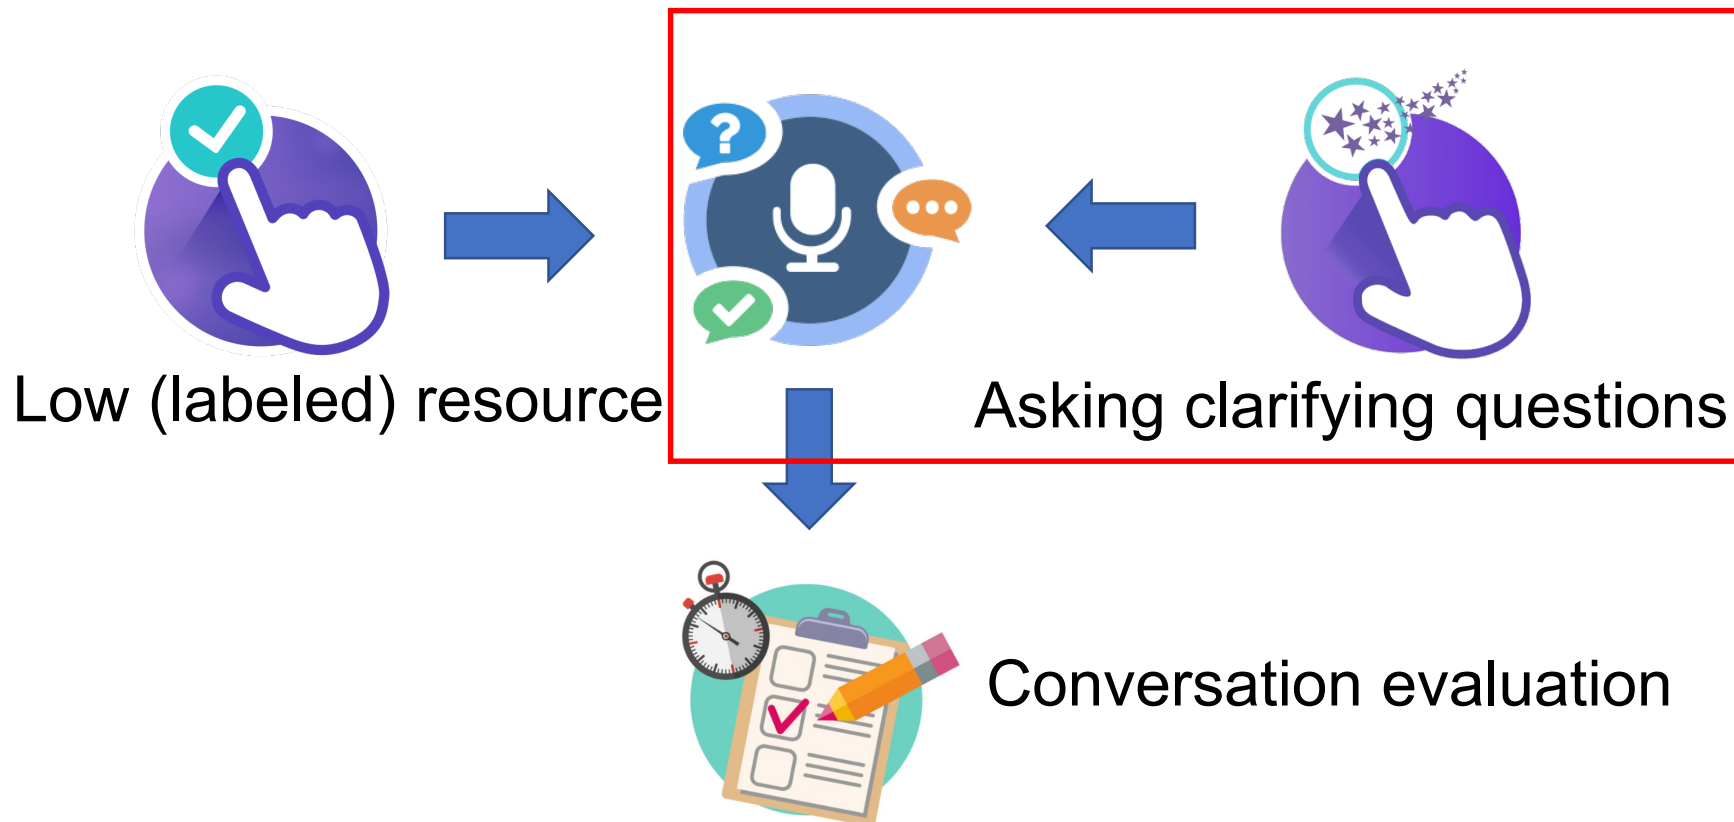 Low (labeled) resource
Asking clarifying questions
Conversation evaluation